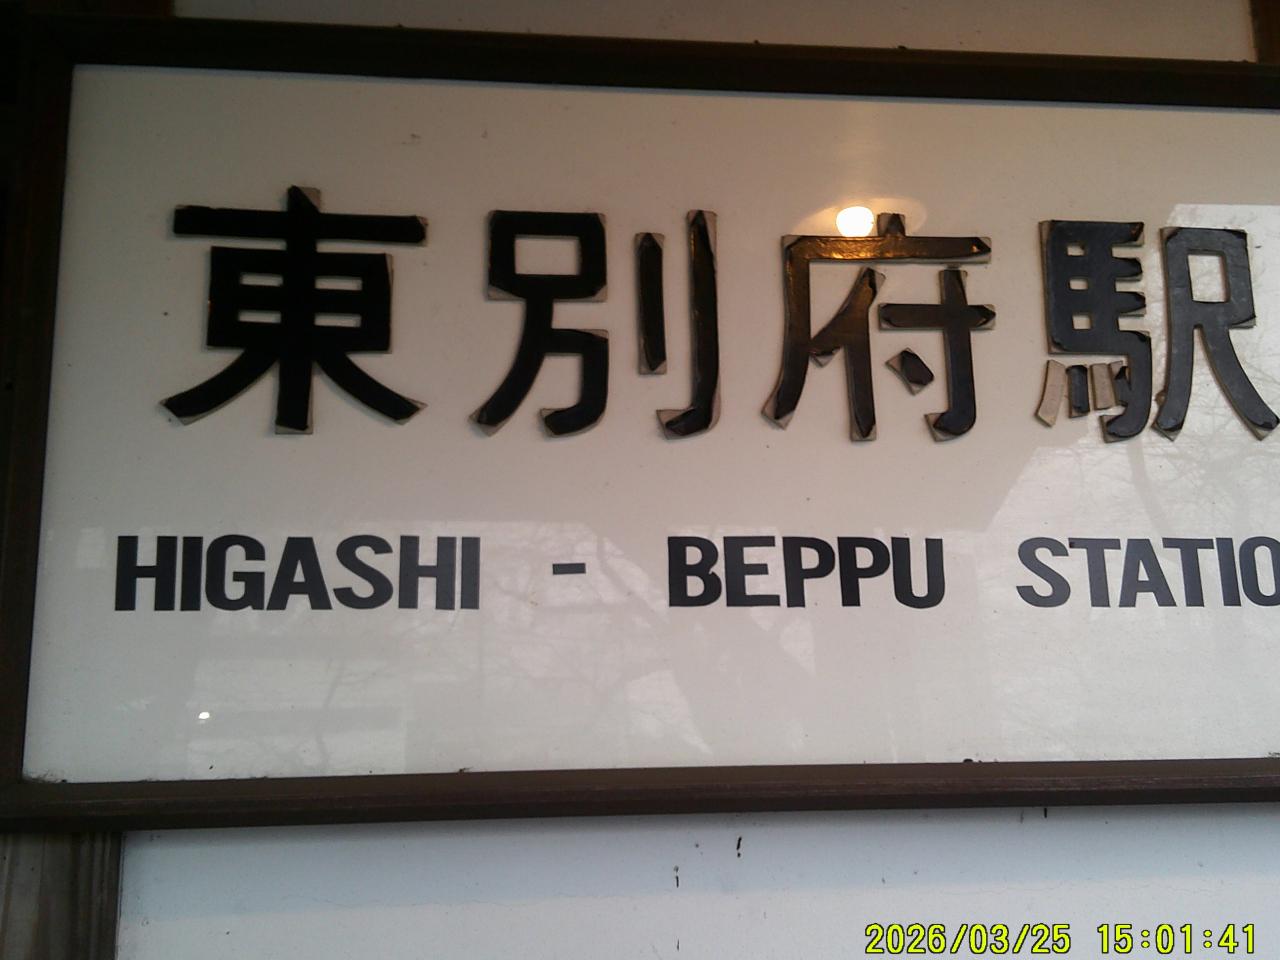 東別府駅
HIGASHI - BEPPU STATIO
2026/03/25 15:01:41